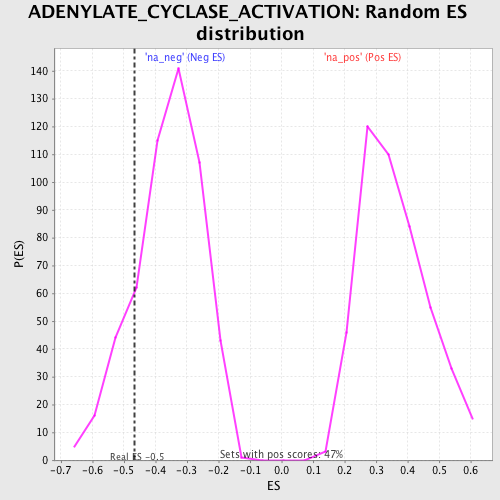 ADENYLATE_CYCLASE_ACTIVATION: Random ES
distribution
'na_neg' (Neg ES)
'na_pos' (Pos ES)
140
130
120
110
100
90
80
70
60
50
40
30
20
10
0
P(ES)
Real ES -0.5
Sets with pos scores: 47%
-0.7 -0.6 -0.5 -0.4 -0.3 -0.2 -0.1 0.0 0.1 0.2 0.3 0.4 0.5 0.6
ES